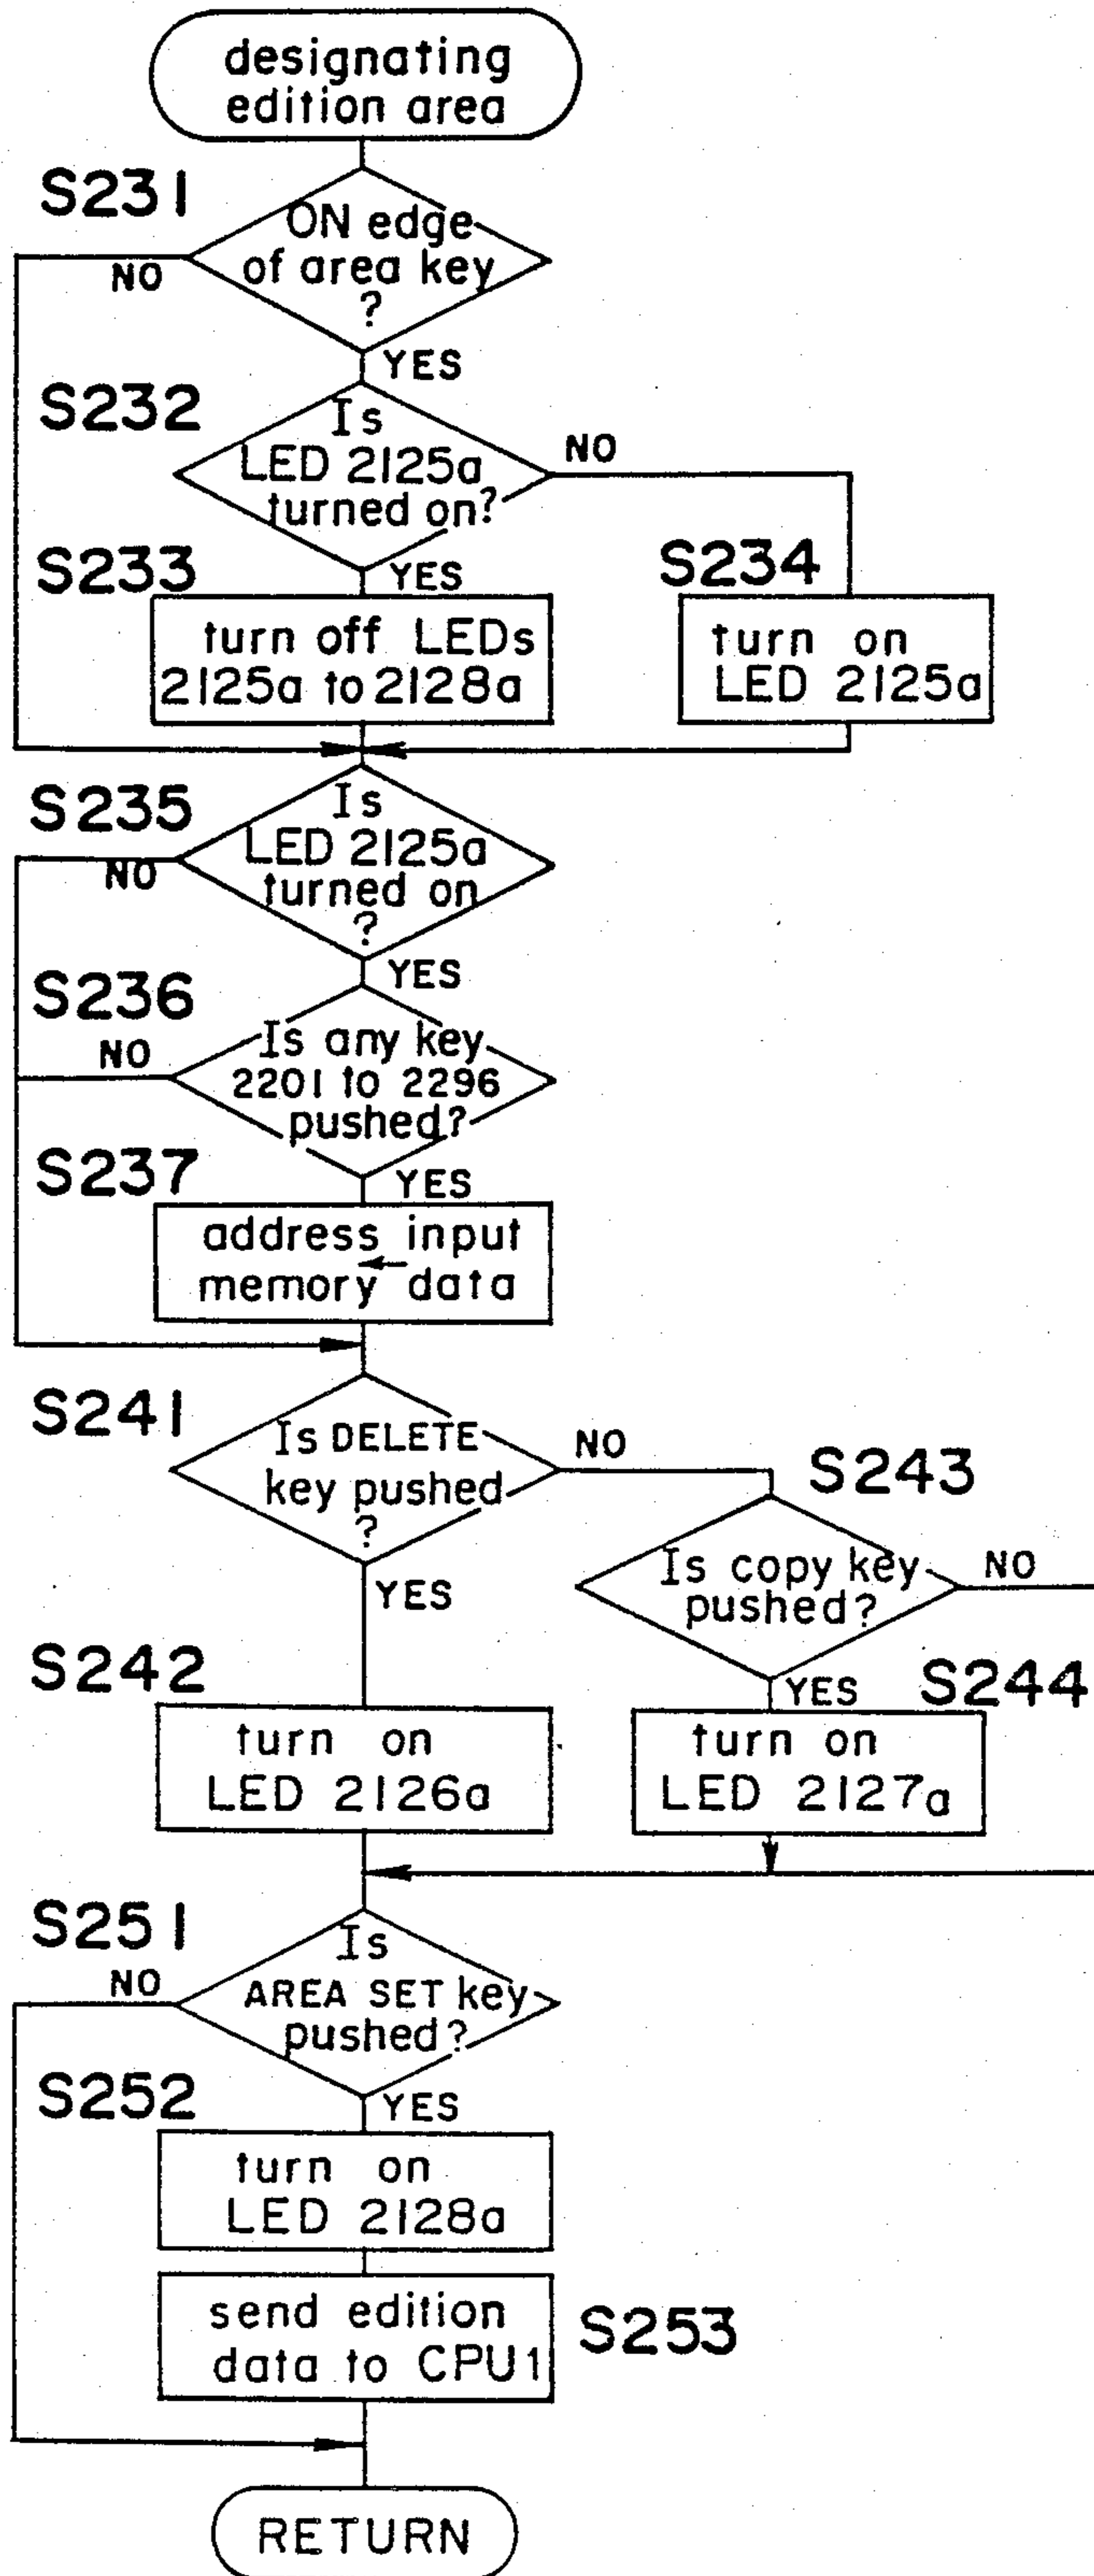 designating
edition area
S231
ON edge
of area key
?
NO
YES
S232
Is
LED 2125a
turned on?
NO
YES
S233
turn off LEDs
2125a to 2128a
S234
turn on
LED 2125a
S235
Is
LED 2125a
turned on
?
NO
YES
S236
Is any key
2201 to 2296
pushed?
NO
YES
S237
address input
memory ← data
S241
Is DELETE
key pushed
?
NO
YES
S243
Is copy key
pushed?
NO
YES
S242
turn on
LED 2126a
S244
turn on
LED 2127a
S251
Is
AREA SET key
pushed?
NO
YES
S252
turn on
LED 2128a
send edition
data to CPU1
S253
RETURN